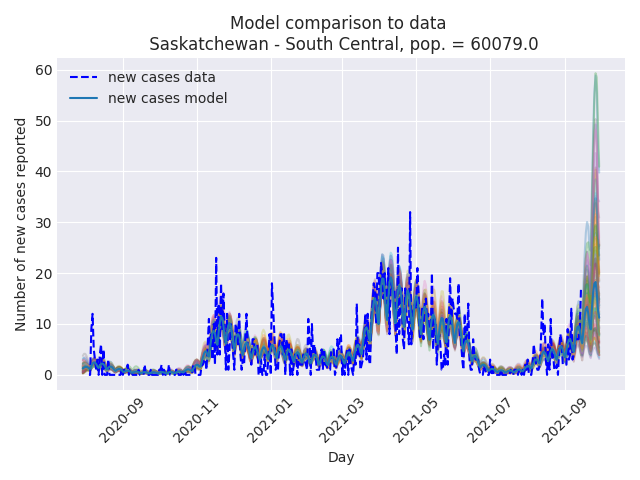 Model comparison to data
Saskatchewan - South Central, pop. = 60079.0
new cases data
new cases model
Number of new cases reported
60
50
40
30
20
10
0
2020-09
2020-11
2021-01
2021-03
2021-05
2021-07
2021-09
Day